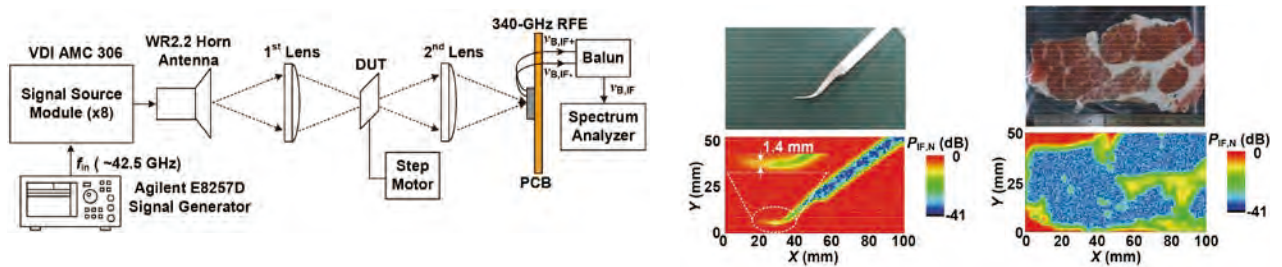 340-GHz RFE
VDI AMC 306
WR2.2 Horn
Antenna
1st Lens
DUT
2nd Lens
vB,IF+
vB,IF-
Balun
vB,IF
Signal Source
Module (x8)
Spectrum
Analyzer
fin ( ~42.5 GHz)
Step
Motor
PCB
Agilent E8257D
Signal Generator
50
25
0
Y (mm)
1.4 mm
0 20 40 60 80 100
X (mm)
PIF,N (dB)
0
-41
50
25
0
Y (mm)
0 20 40 60 80 100
X (mm)
PIF,N (dB)
0
-41